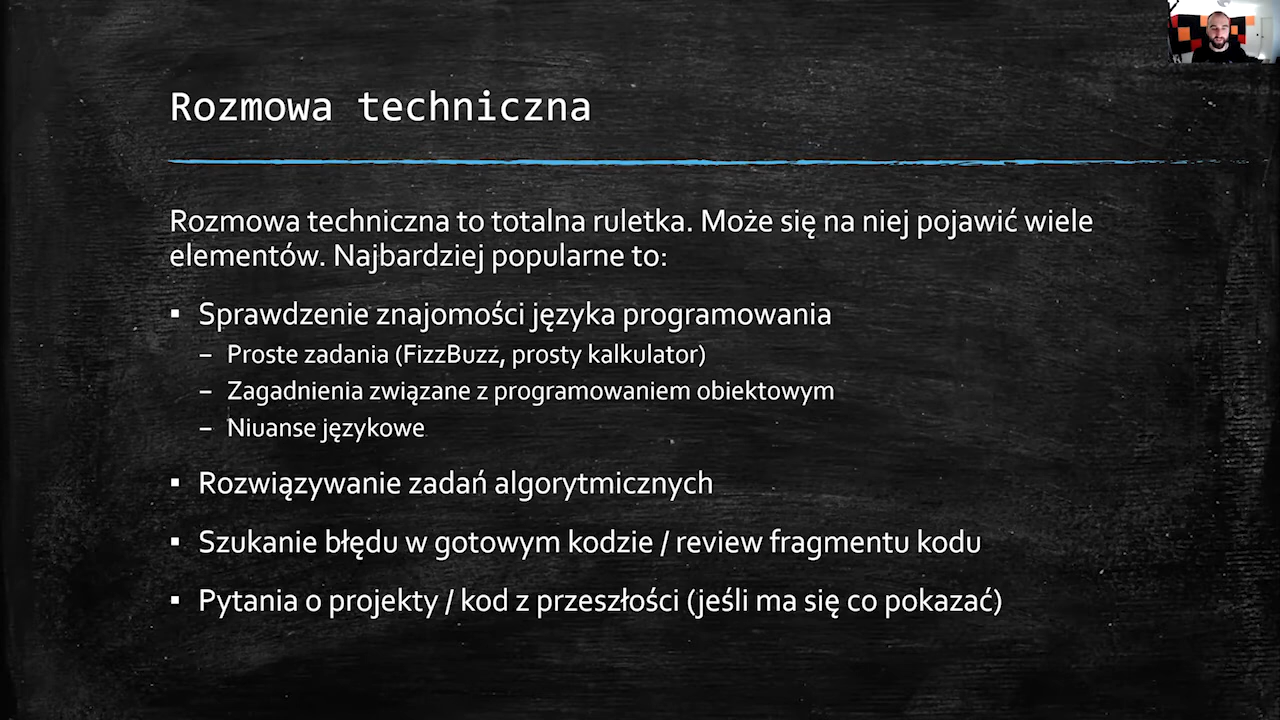 Rozmowa techniczna
Rozmowa techniczna to totalna ruletka. Może się na niej pojawić wiele
elementów. Najbardziej popularne to:
▪ Sprawdzenie znajomości języka programowania
– Proste zadania (FizzBuzz, prosty kalkulator)
– Zagadnienia związane z programowaniem obiektowym
– Niuanse językowe
▪ Rozwiązywanie zadań algorytmicznych
▪ Szukanie błędu w gotowym kodzie / review fragmentu kodu
▪ Pytania o projekty / kod z przeszłości (jeśli ma się co pokazać)